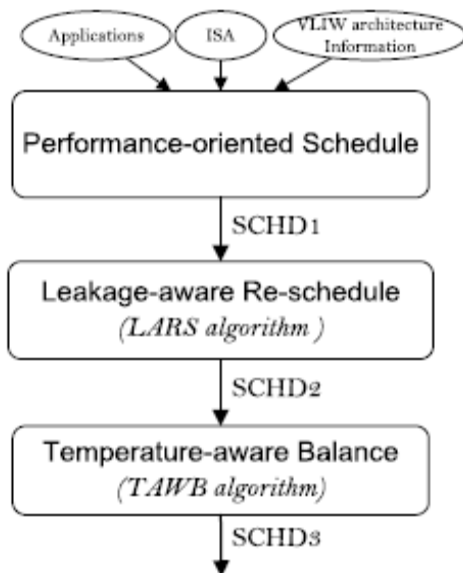 Applications
ISA
VLIW architecture
Information
Performance-oriented Schedule
SCHD1
Leakage-aware Re-schedule
(LARS algorithm )
SCHD2
Temperature-aware Balance
(TAWB algorithm)
SCHD3